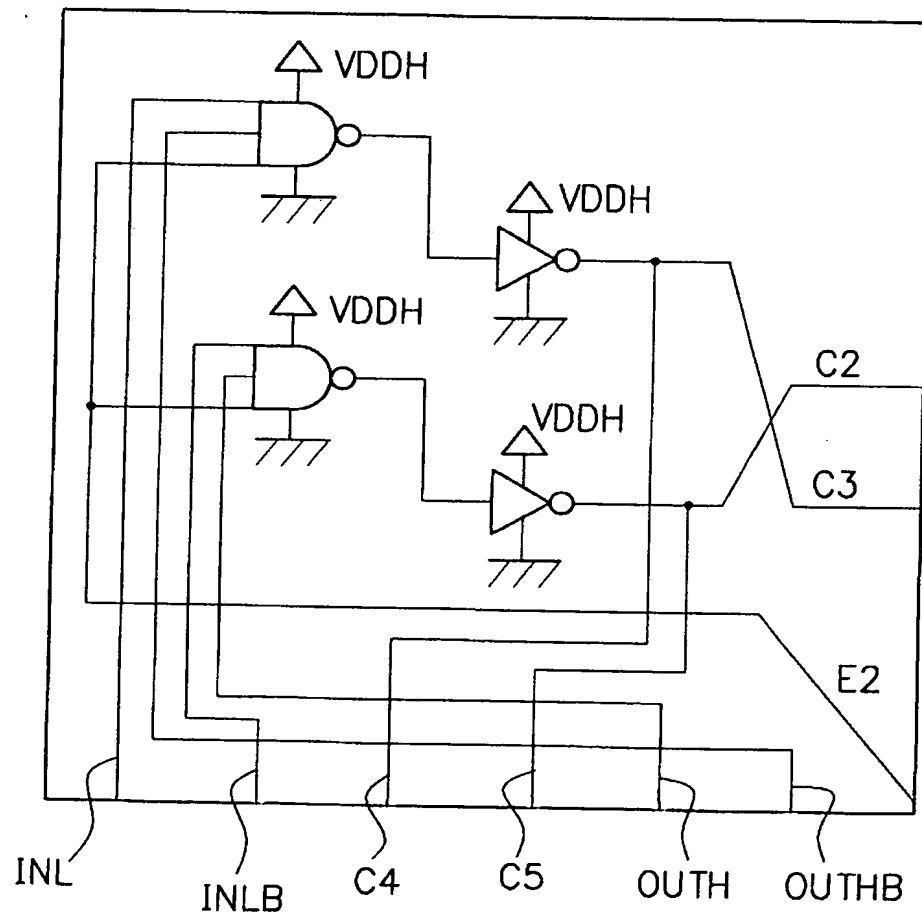 VDDH
VDDH
VDDH
C2
VDDH
C3
E2
INL
INLB
C4
C5
OUTH
OUTHB